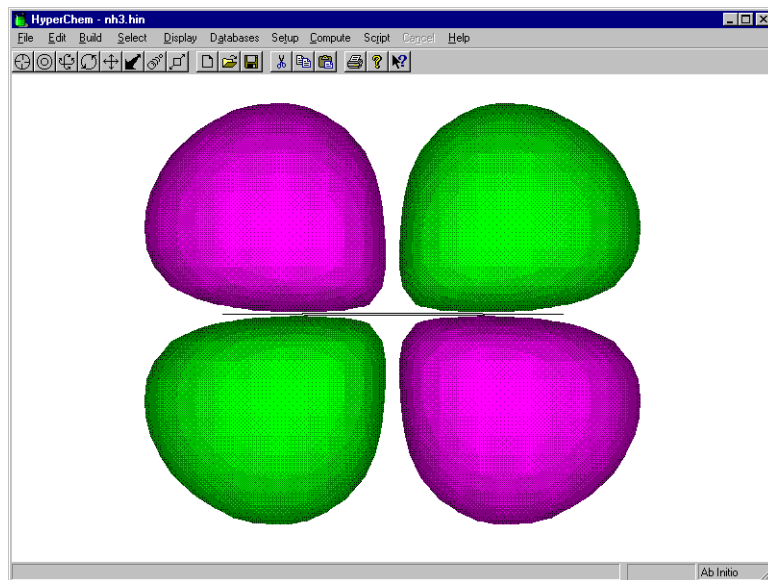 HyperChem - nh3.hin
File Edit Build Select Display Databases Setup Compute Script Cancel Help
Ab Initio